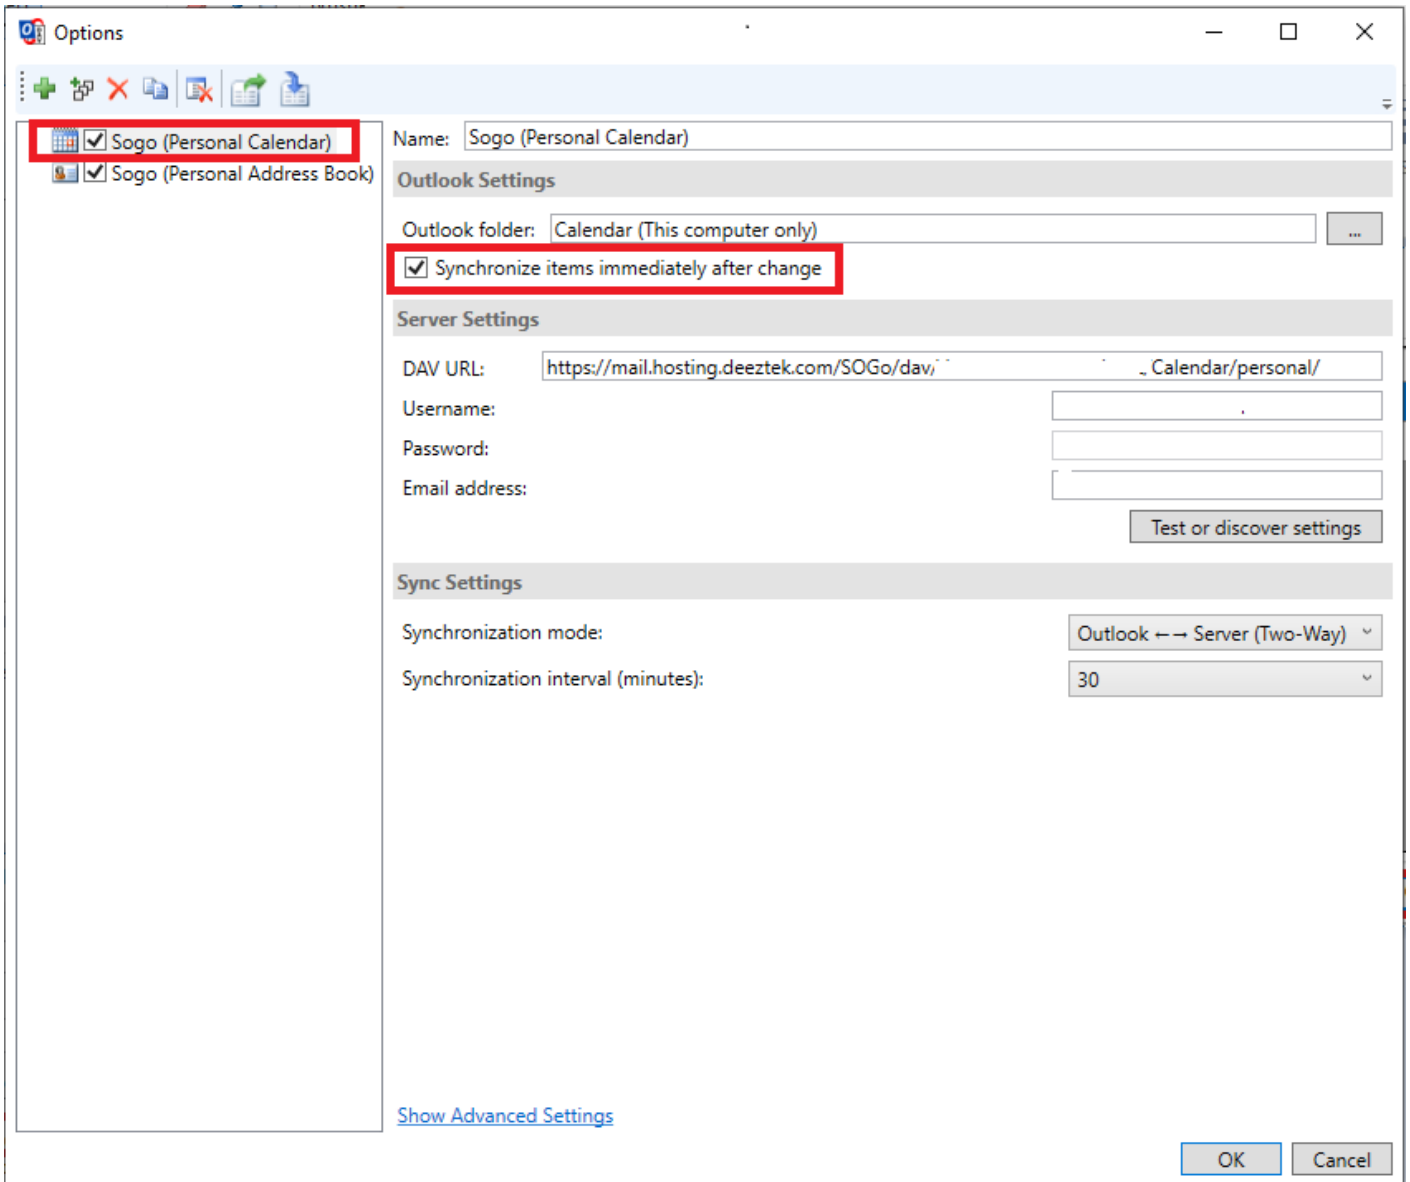 Options
Sogo (Personal Calendar)
Sogo (Personal Address Book)
Name: Sogo (Personal Calendar)
Outlook Settings
Outlook folder: Calendar (This computer only) ...
Synchronize items immediately after change
Server Settings
DAV URL: https://mail.hosting.deeztek.com/SOGo/dav/ Calendar/personal/
Username:
Password:
Email address:
Test or discover settings
Sync Settings
Synchronization mode: Outlook ←→ Server (Two-Way)
Synchronization interval (minutes): 30
Show Advanced Settings
OK Cancel